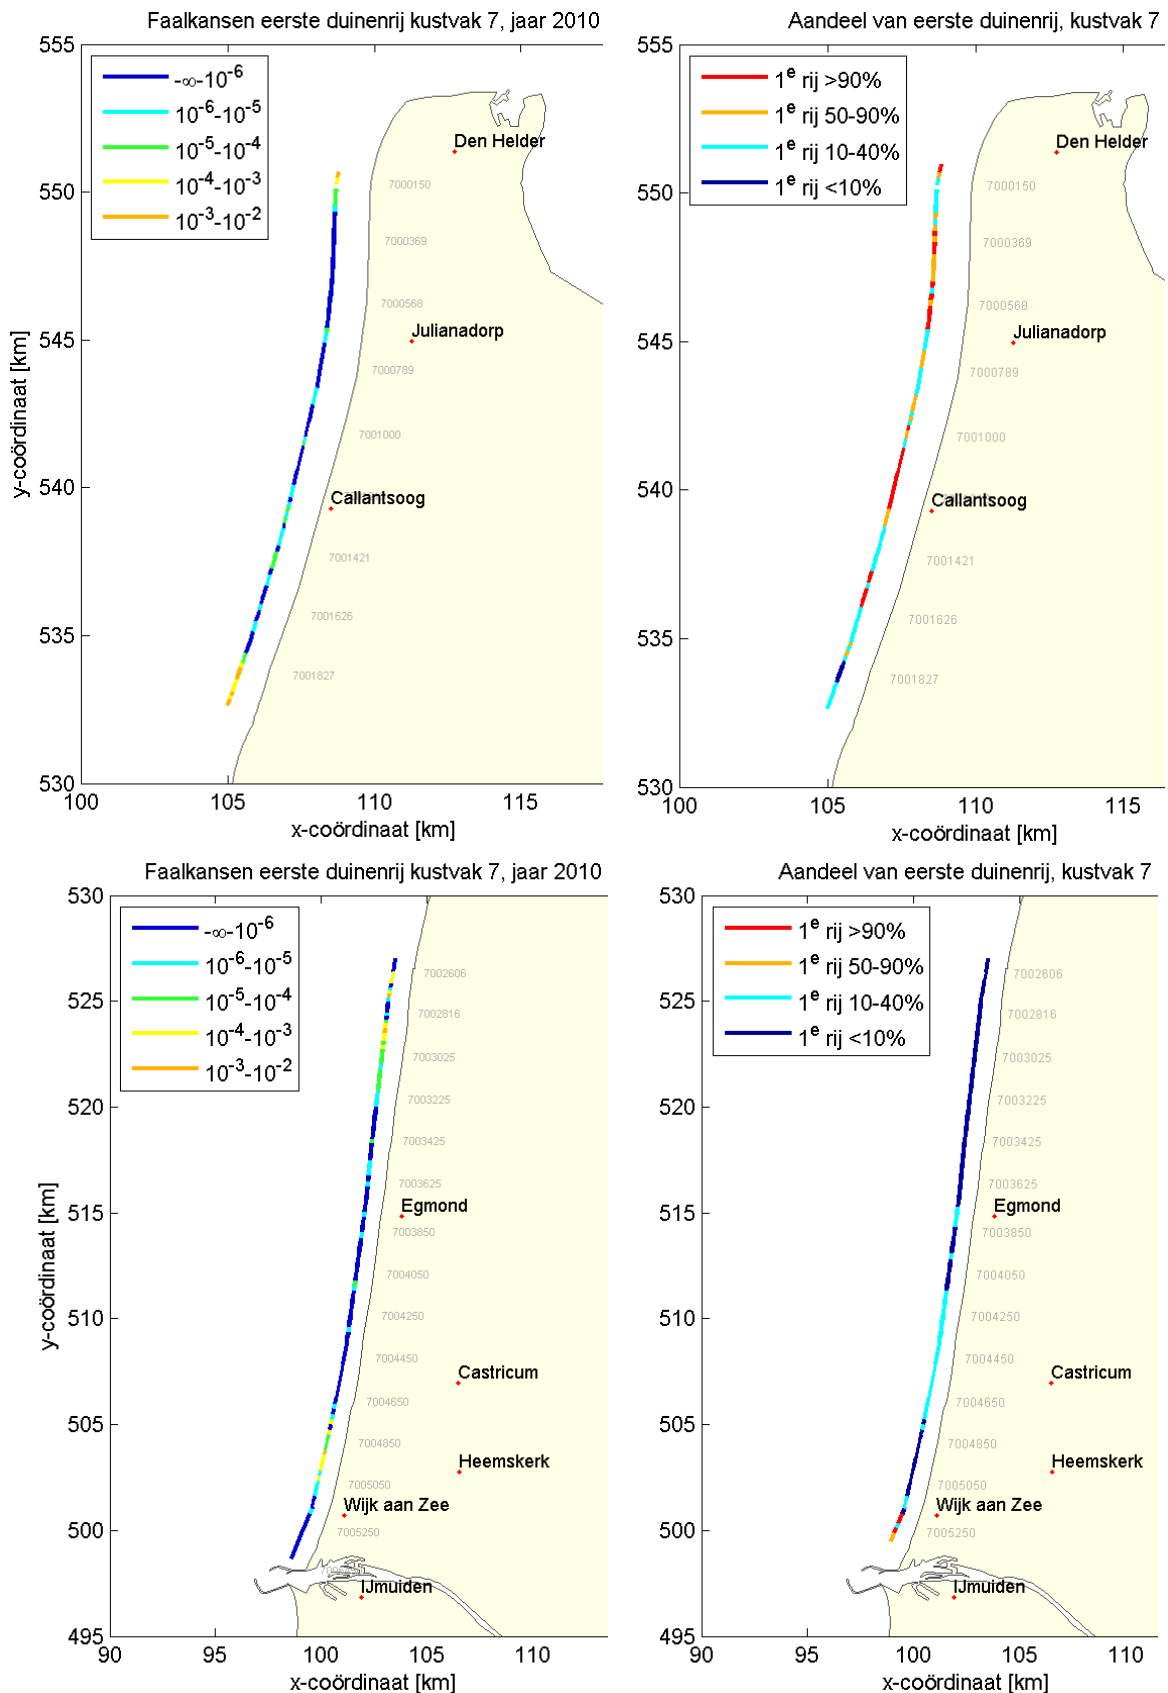 Faalkansen eerste duinenrij kustvak 7, jaar 2010
555
550
545
540
535
530
y-coördinaat [km]
-∞-10^-6
10^-6-10^-5
10^-5-10^-4
10^-4-10^-3
10^-3-10^-2
Den Helder
7000150
7000369
7000568
Julianadorp
7000789
7001000
Callantsoog
7001421
7001626
7001827
100
105
110
115
x-coördinaat [km]
Aandeel van eerste duinenrij, kustvak 7
555
550
545
540
535
530
1^e rij >90%
1^e rij 50-90%
1^e rij 10-40%
1^e rij <10%
Den Helder
7000150
7000369
7000568
Julianadorp
7000789
7001000
Callantsoog
7001421
7001626
7001827
100
105
110
115
x-coördinaat [km]
Faalkansen eerste duinenrij kustvak 7, jaar 2010
530
525
520
515
510
505
500
495
y-coördinaat [km]
-∞-10^-6
10^-6-10^-5
10^-5-10^-4
10^-4-10^-3
10^-3-10^-2
7002606
7002816
7003025
7003225
7003425
7003625
Egmond
7003850
7004050
7004250
7004450
Castricum
7004650
7004850
Heemskerk
7005050
Wijk aan Zee
7005250
IJmuiden
90
95
100
105
110
x-coördinaat [km]
Aandeel van eerste duinenrij, kustvak 7
530
525
520
515
510
505
500
495
1^e rij >90%
1^e rij 50-90%
1^e rij 10-40%
1^e rij <10%
7002606
7002816
7003025
7003225
7003425
7003625
Egmond
7003850
7004050
7004250
7004450
Castricum
7004650
7004850
Heemskerk
7005050
Wijk aan Zee
7005250
IJmuiden
90
95
100
105
110
x-coördinaat [km]